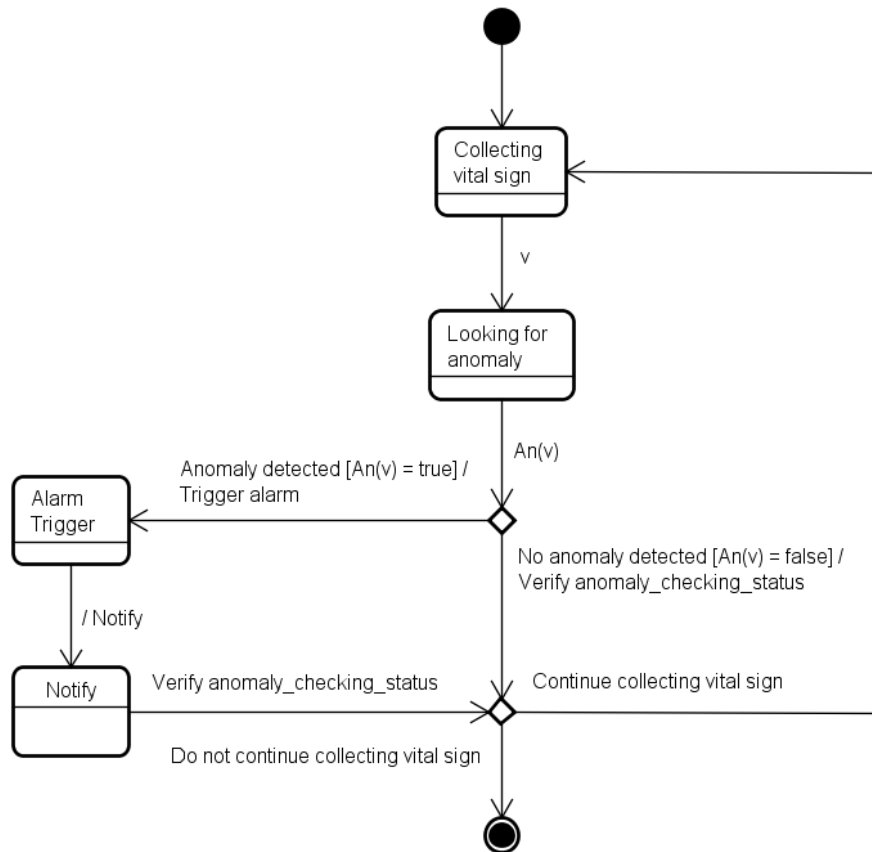 Collecting
vital sign
v
Looking for
anomaly
An(v)
Anomaly detected [An(v) = true] /
Trigger alarm
Alarm
Trigger
No anomaly detected [An(v) = false] /
Verify anomaly_checking_status
/ Notify
Notify
Verify anomaly_checking_status
Continue collecting vital sign
Do not continue collecting vital sign